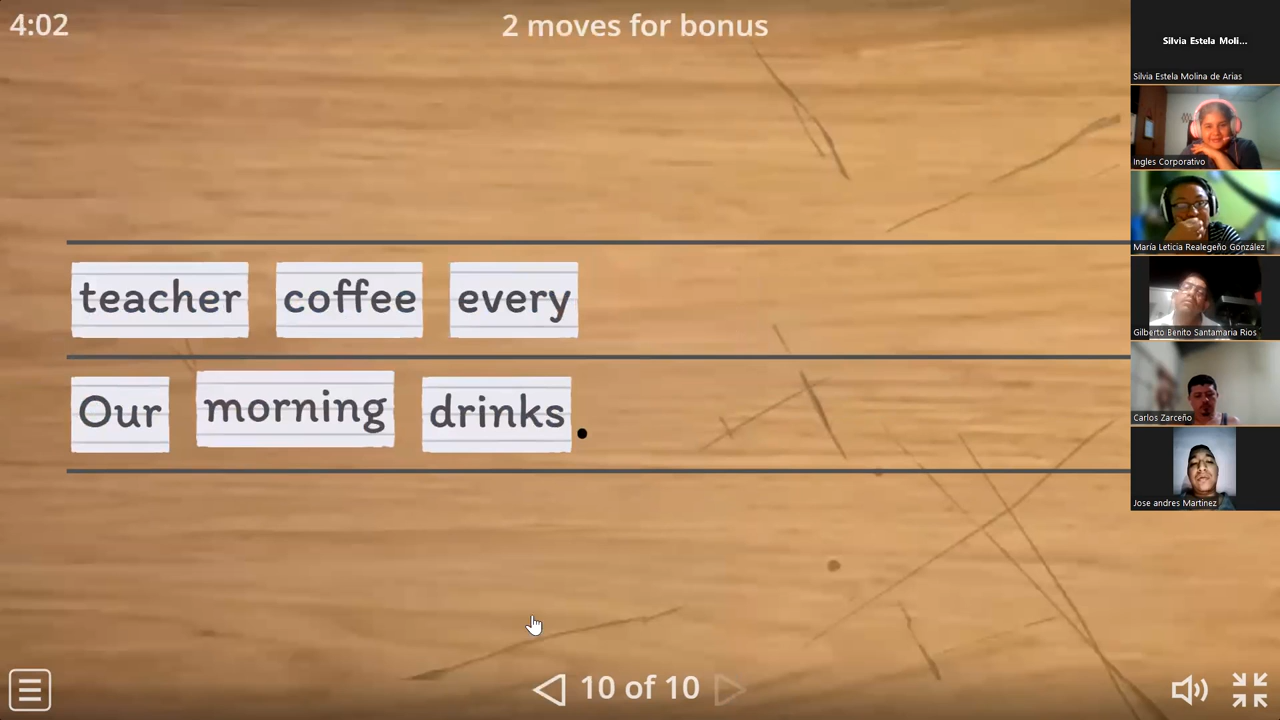 4:02
2 moves for bonus
Silvia Estela Moli...
Silvia Estela Molina de Arias
Ingles Corporativo
María Leticia Realegeño González
Gilberto Benito Santamaria Rios
Carlos Zarceño
Jose andres Martinez
teacher coffee every
Our morning drinks.
10 of 10